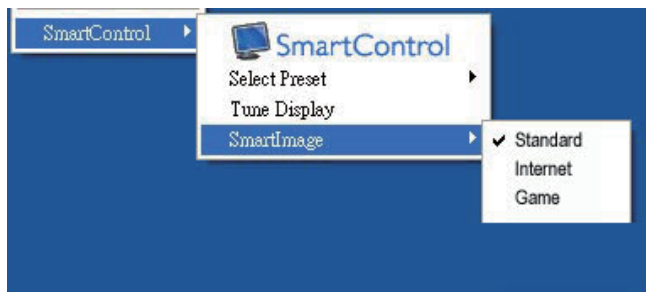 SmartControl
SmartControl
Select Preset
Tune Display
SmartImage
Standard
Internet
Game